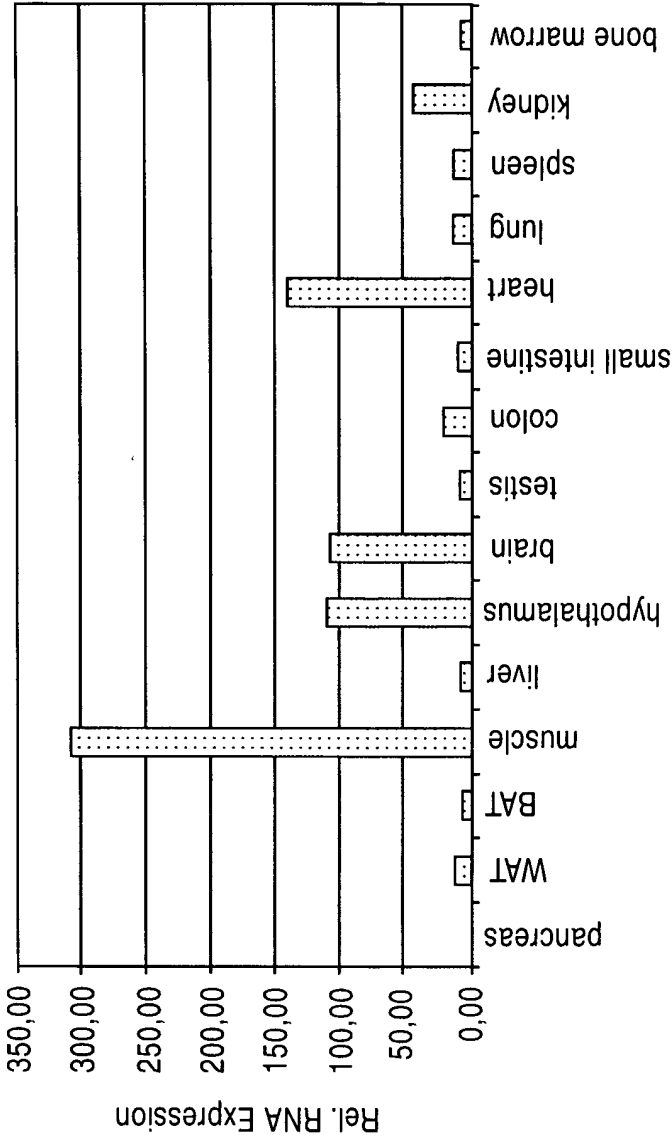 Rel. RNA Expression
350,00
300,00
250,00
200,00
150,00
100,00
50,00
0,00
pancreas
WAT
BAT
muscle
liver
hypothalamus
brain
testis
colon
small intestine
heart
lung
spleen
kidney
bone marrow